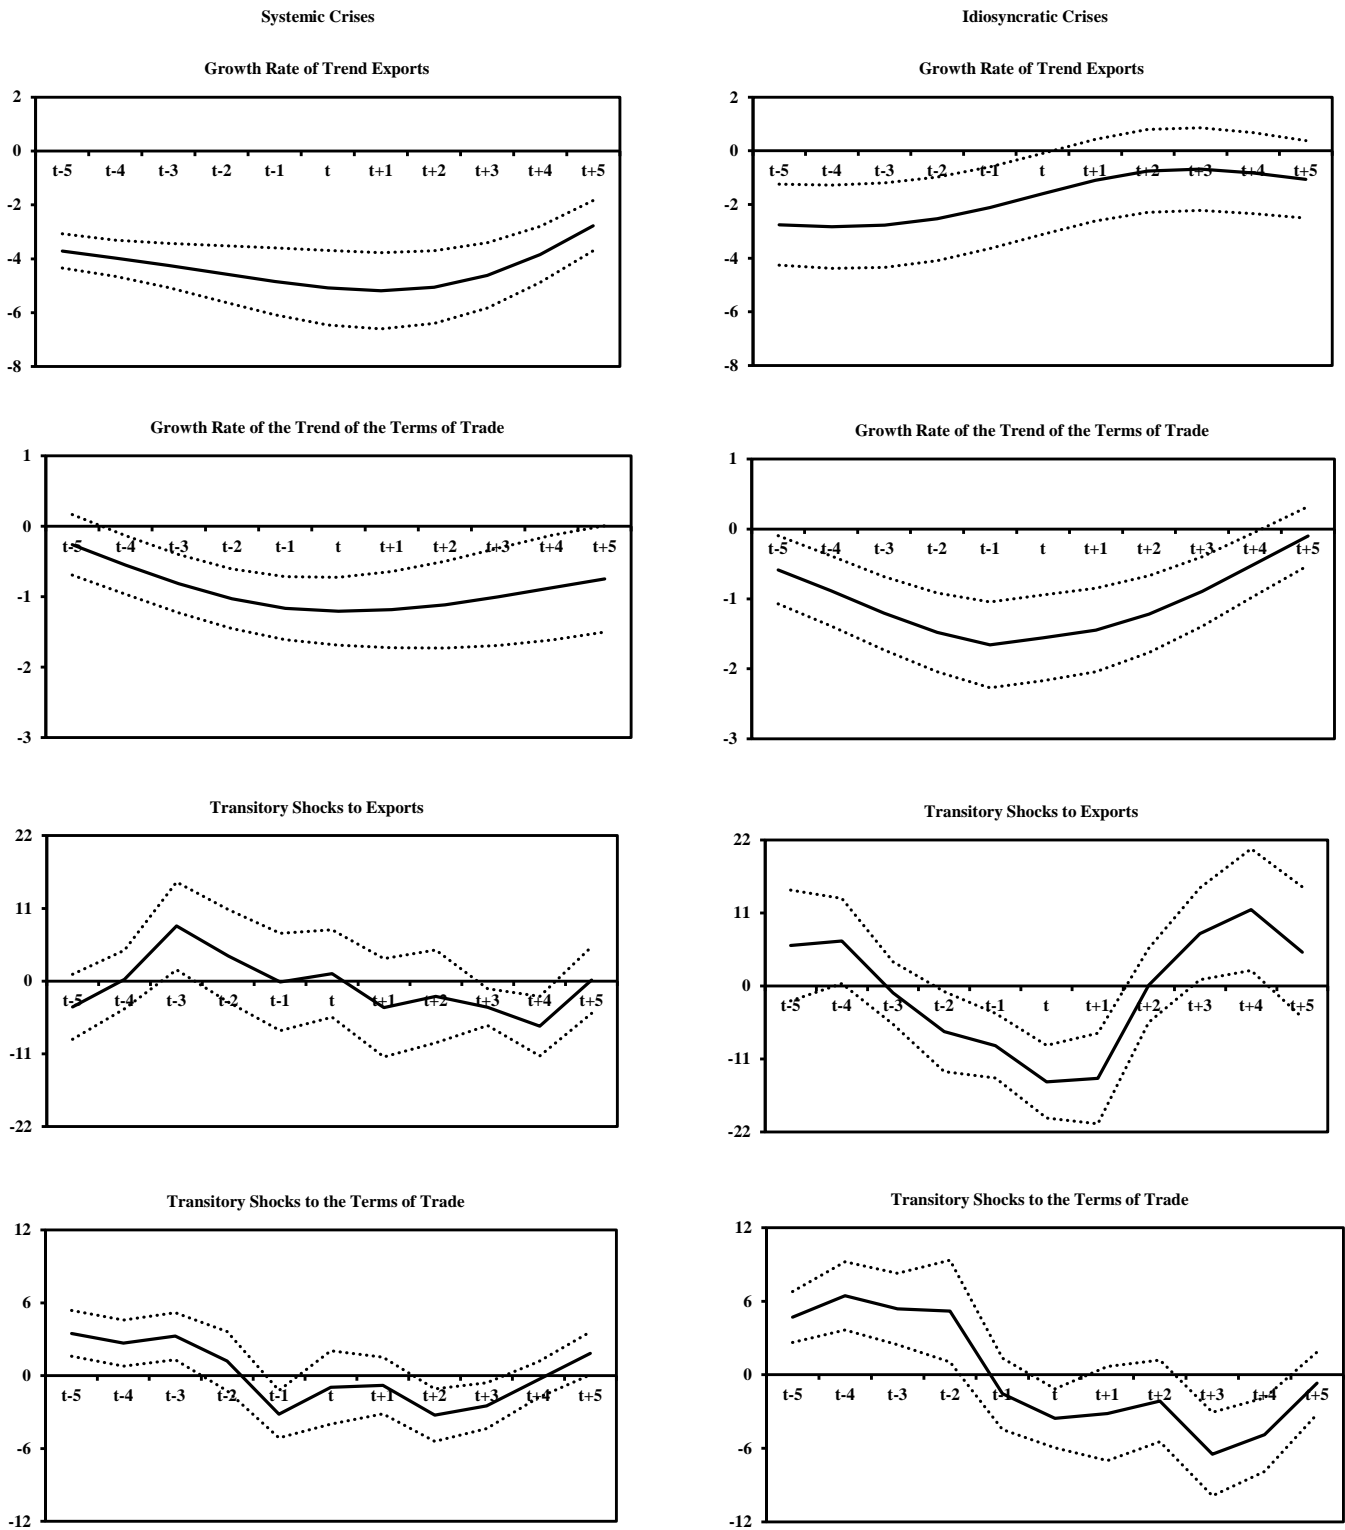 Systemic Crises
Idiosyncratic Crises
Growth Rate of Trend Exports
2
0
t-5 t-4 t-3 t-2 t-1 t t+1 t+2 t+3 t+4 t+5
-2
-4
-6
-8
Growth Rate of Trend Exports
2
0
t-5 t-4 t-3 t-2 t-1 t t+1 t+2 t+3 t+4 t+5
-2
-4
-6
-8
Growth Rate of the Trend of the Terms of Trade
1
0
t-5 t-4 t-3 t-2 t-1 t t+1 t+2 t+3 t+4 t+5
-1
-2
-3
Growth Rate of the Trend of the Terms of Trade
1
0
t-5 t-4 t-3 t-2 t-1 t t+1 t+2 t+3 t+4 t+5
-1
-2
-3
Transitory Shocks to Exports
22
11
0
t-5 t-4 t-3 t-2 t-1 t t+1 t+2 t+3 t+4 t+5
-11
-22
Transitory Shocks to Exports
22
11
0
t-5 t-4 t-3 t-2 t-1 t t+1 t+2 t+3 t+4 t+5
-11
-22
Transitory Shocks to the Terms of Trade
12
6
0
t-5 t-4 t-3 t-2 t-1 t t+1 t+2 t+3 t+4 t+5
-6
-12
Transitory Shocks to the Terms of Trade
12
6
0
t-5 t-4 t-3 t-2 t-1 t t+1 t+2 t+3 t+4 t+5
-6
-12